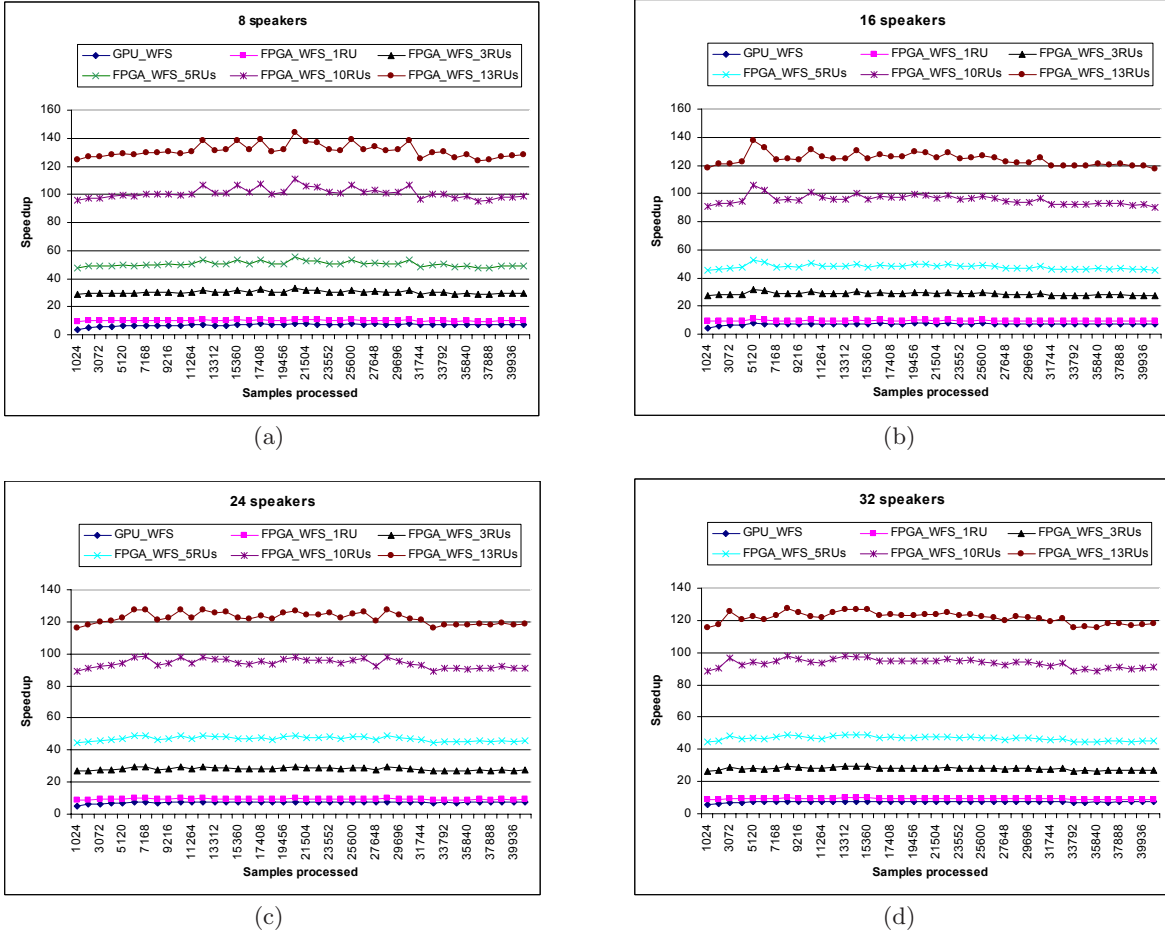 8 speakers
GPU_WFS FPGA_WFS_1RU FPGA_WFS_3RUs
FPGA_WFS_5RUs FPGA_WFS_10RUs FPGA_WFS_13RUs
160
140
120
100
80
60
40
20
0
Speedup
1024 3072 5120 7168 9216 11264 13312 15360 17408 19456 21504 23552 25600 27648 29696 31744 33792 35840 37888 39936
Samples processed
(a)
16 speakers
GPU_WFS FPGA_WFS_1RU FPGA_WFS_3RUs
FPGA_WFS_5RUs FPGA_WFS_10RUs FPGA_WFS_13RUs
160
140
120
100
80
60
40
20
0
Speedup
1024 3072 5120 7168 9216 11264 13312 15360 17408 19456 21504 23552 25600 27648 29696 31744 33792 35840 37888 39936
Samples processed
(b)
24 speakers
GPU_WFS FPGA_WFS_1RU FPGA_WFS_3RUs
FPGA_WFS_5RUs FPGA_WFS_10RUs FPGA_WFS_13RUs
140
120
100
80
60
40
20
0
Speedup
1024 3072 5120 7168 9216 11264 13312 15360 17408 19456 21504 23552 25600 27648 29696 31744 33792 35840 37888 39936
Samples processed
(c)
32 speakers
GPU_WFS FPGA_WFS_1RU FPGA_WFS_3RUs
FPGA_WFS_5RUs FPGA_WFS_10RUs FPGA_WFS_13RUs
140
120
100
80
60
40
20
0
Speedup
1024 3072 5120 7168 9216 11264 13312 15360 17408 19456 21504 23552 25600 27648 29696 31744 33792 35840 37888 39936
Samples processed
(d)